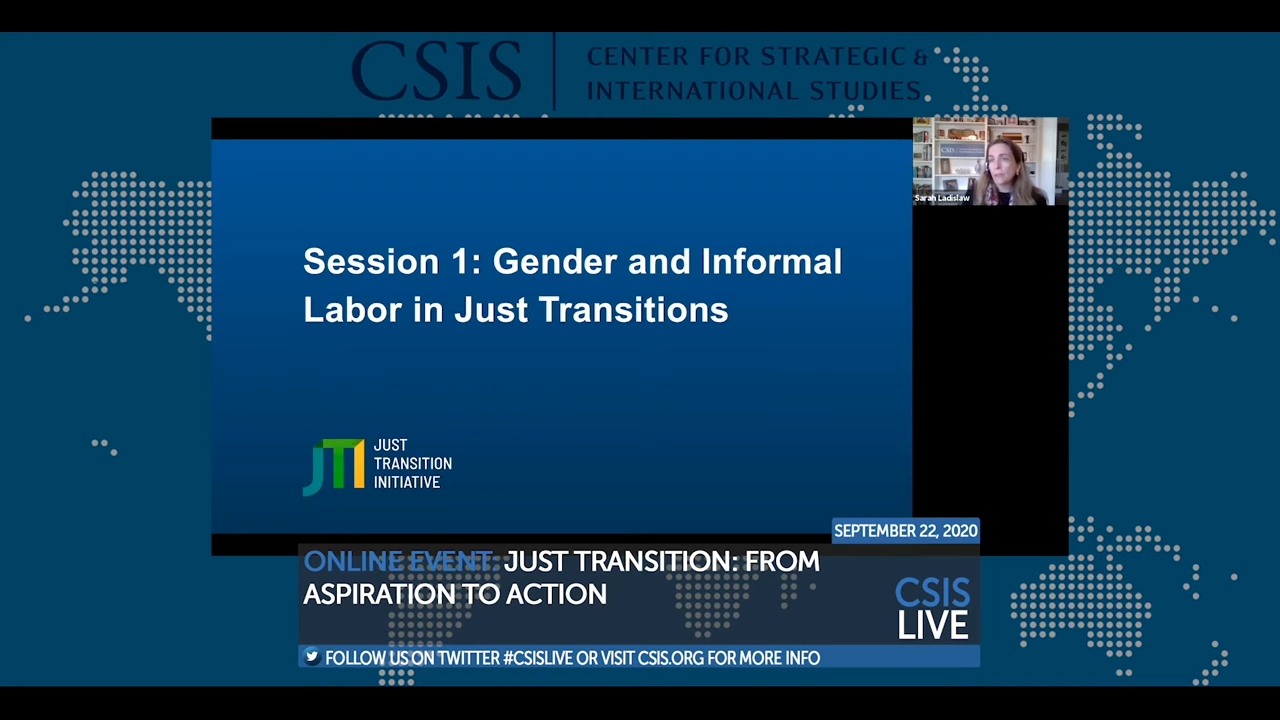 CSIS
CENTER FOR STRATEGIC &
INTERNATIONAL STUDIES
CSIS
Sarah Ladislaw
Session 1: Gender and Informal
Labor in Just Transitions
JTI
JUST
TRANSITION
INITIATIVE
SEPTEMBER 22, 2020
ONLINE EVENT: JUST TRANSITION: FROM
ASPIRATION TO ACTION
CSIS
LIVE
FOLLOW US ON TWITTER #CSISLIVE OR VISIT CSIS.ORG FOR MORE INFO